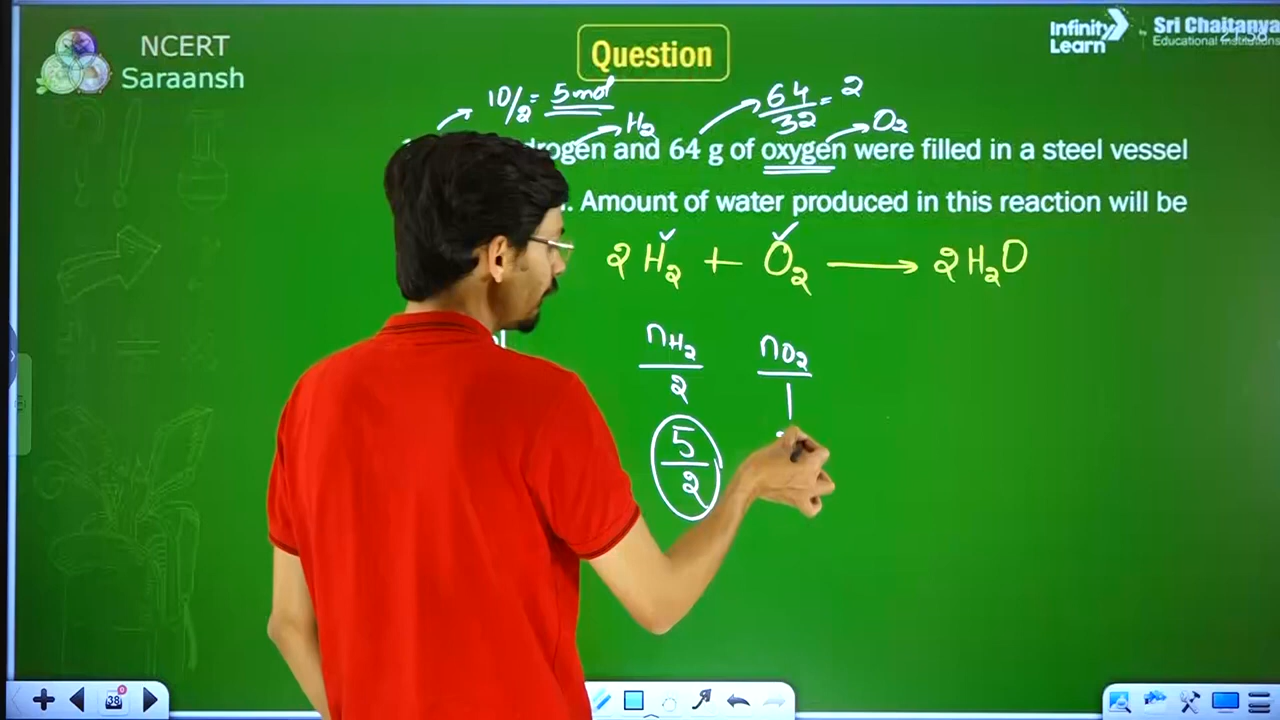 NCERT
Saraansh
Question
Infinity
Learn
by Sri Chaitanya
Educational Institutions
10/2 = 5 mol
64/32 = 2
H₂
O₂
drogen and 64 g of oxygen were filled in a steel vessel
. Amount of water produced in this reaction will be
2H₂ + O₂ ⟶ 2H₂O
nH₂/2 nO₂/1
5/2
38